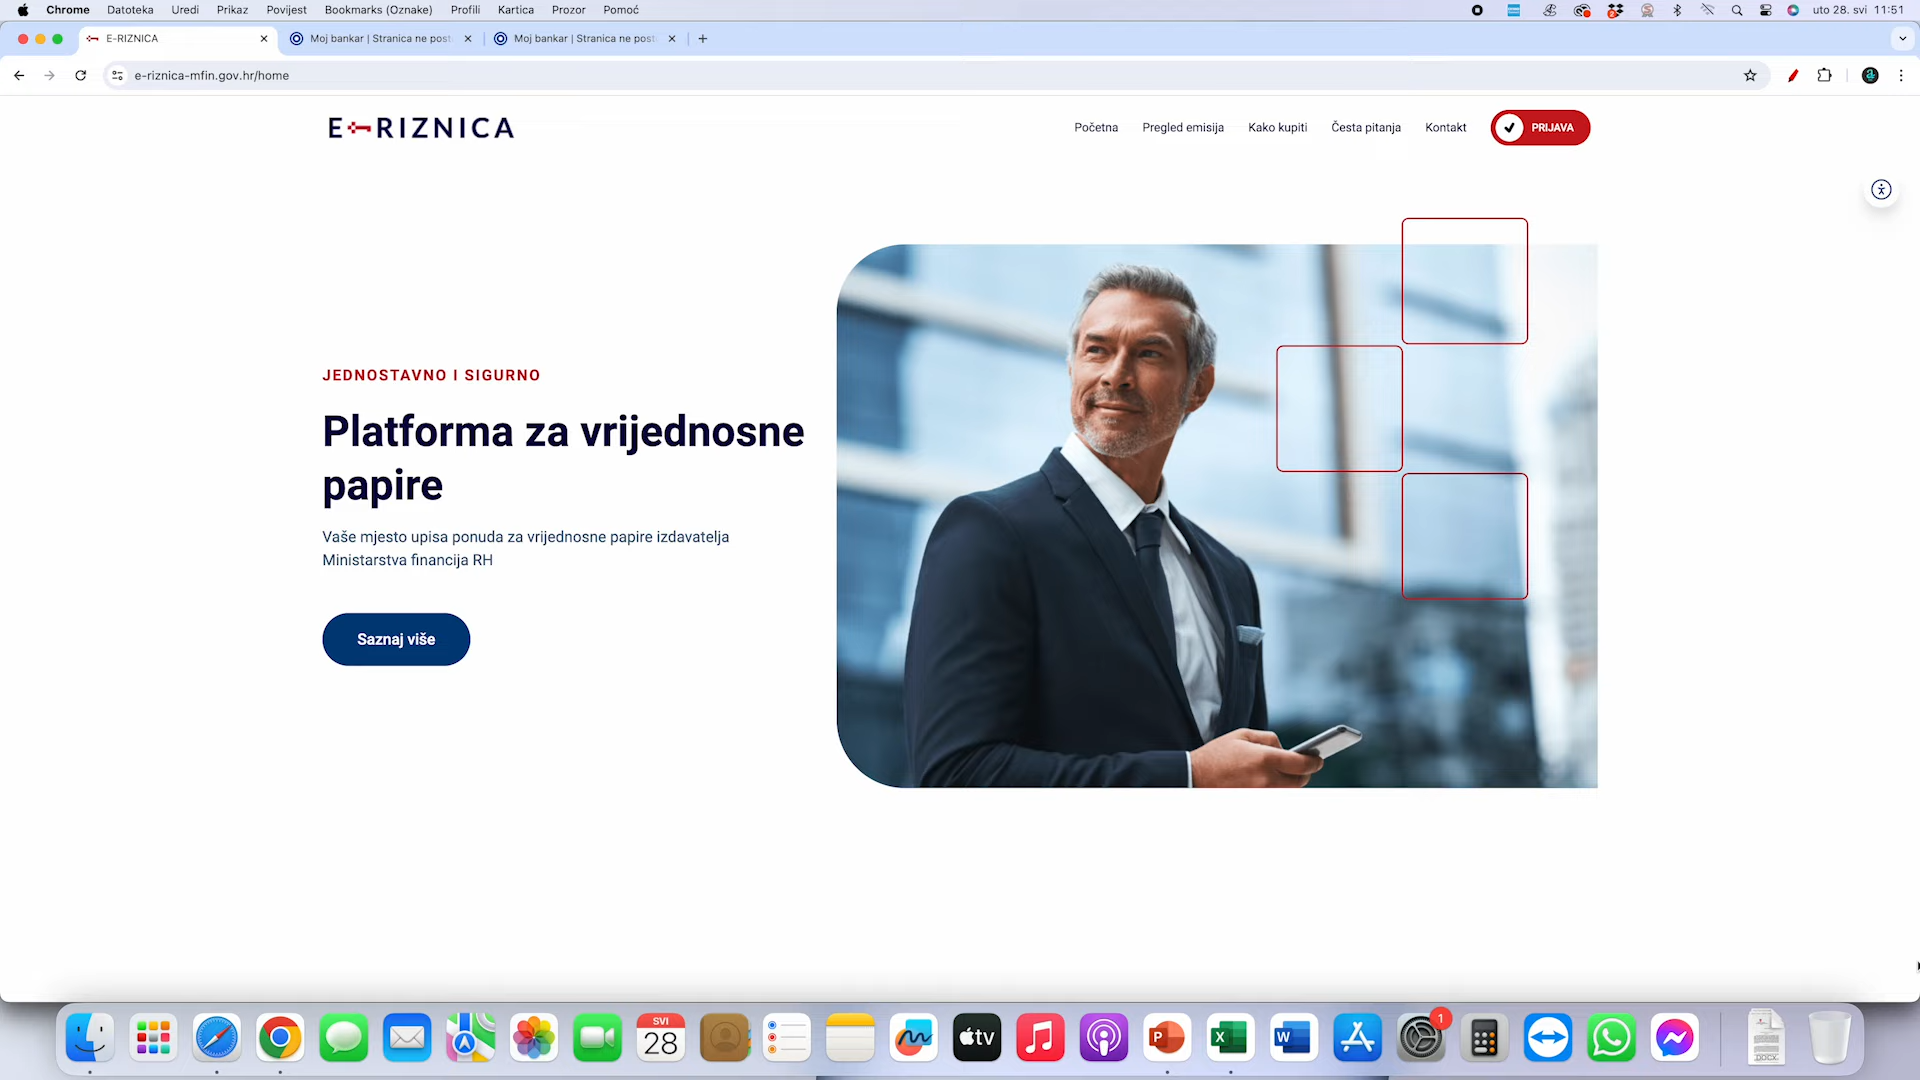 Chrome Datoteka Uredi Prikaz Povijest Bookmarks (Oznake) Profili Kartica Prozor Pomoć uto 28. svi 11:51
E-RIZNICA Moj bankar | Stranica ne post Moj bankar | Stranica ne post
e-riznica-mfin.gov.hr/home
E RIZNICA
Početna Pregled emisija Kako kupiti Česta pitanja Kontakt PRIJAVA
JEDNOSTAVNO I SIGURNO
Platforma za vrijednosne
papire
Vaše mjesto upisa ponuda za vrijednosne papire izdavatelja
Ministarstva financija RH
Saznaj više
SVI
28
tv
P
X
W
1
DOCX